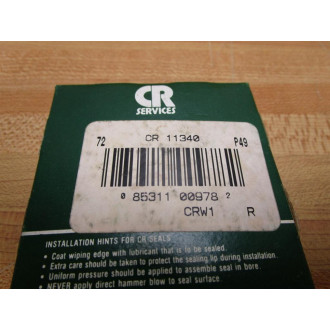 CR
SERVICES
72 CR 11340 P49
0 85311 00978 2
CRW1 R
INSTALLATION HINTS FOR CR SEALS
• Coat wiping edge with lubricant that is to be sealed.
• Extra care should be taken to protect the sealing lip during installation.
• Uniform pressure should be applied to assemble seal in bore.
• NEVER apply direct hammer blow to seal surface